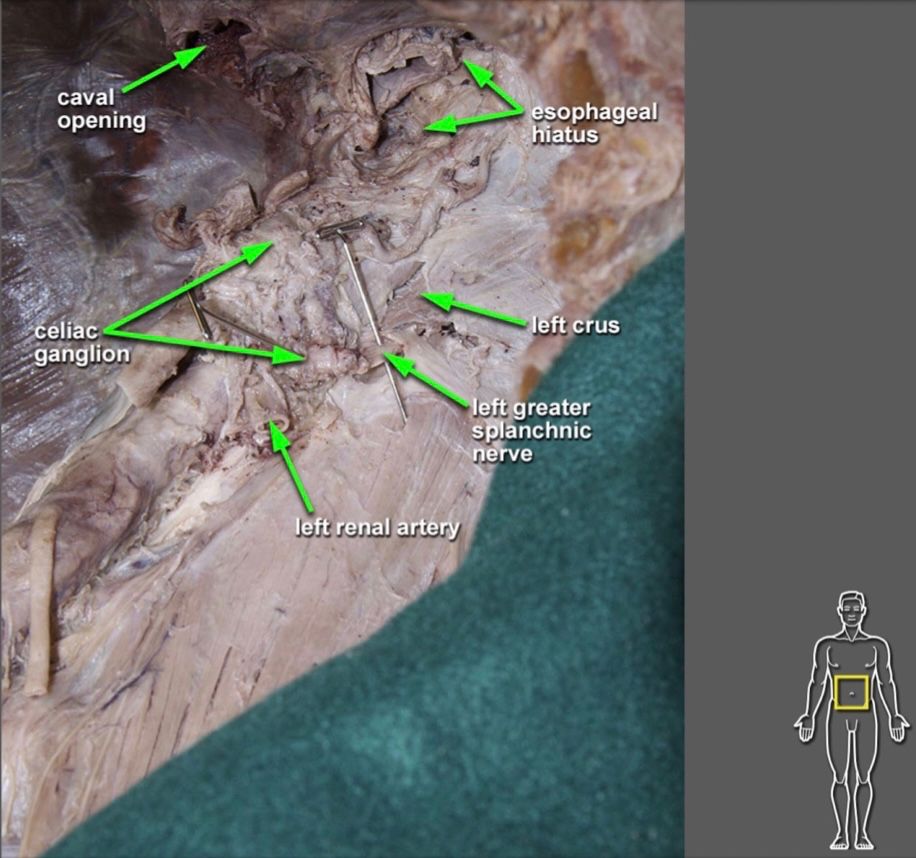 caval
opening
esophageal
hiatus
celiac
ganglion
left crus
left greater
splanchnic
nerve
left renal artery